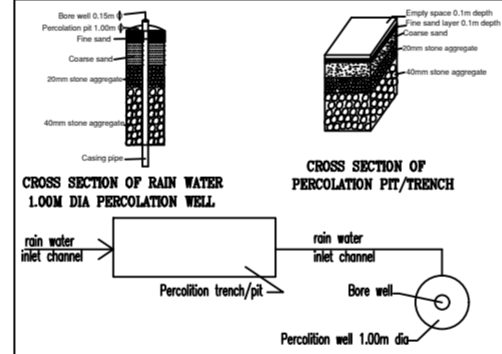 Bore well 0.15m ϕ
Percolation pit 1.00m ϕ
Fine sand
Coarse sand
20mm stone aggregate
40mm stone aggregate
Casing pipe
CROSS SECTION OF RAIN WATER
1.00M DIA PERCOLATION WELL
Empty space 0.1m depth
Fine sand layer 0.1m depth
Coarse sand
20mm stone aggregate
40mm stone aggregate
CROSS SECTION OF
PERCOLATION PIT/TRENCH
rain water
inlet channel
Percolition trench/pit
rain water
inlet channel
Bore well
Percolition well 1.00m dia